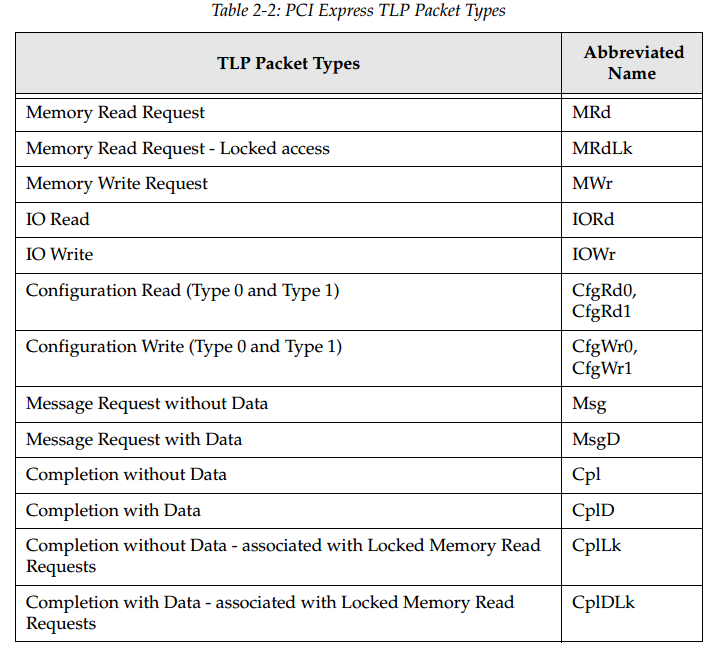 Table 2-2: PCI Express TLP Packet Types
TLP Packet Types
Abbreviated
Name
Memory Read Request
MRd
Memory Read Request - Locked access
MRdLk
Memory Write Request
MWr
IO Read
IORd
IO Write
IOWr
Configuration Read (Type 0 and Type 1)
CfgRd0,
CfgRd1
Configuration Write (Type 0 and Type 1)
CfgWr0,
CfgWr1
Message Request without Data
Msg
Message Request with Data
MsgD
Completion without Data
Cpl
Completion with Data
CplD
Completion without Data - associated with Locked Memory Read
Requests
CplLk
Completion with Data - associated with Locked Memory Read
Requests
CplDLk